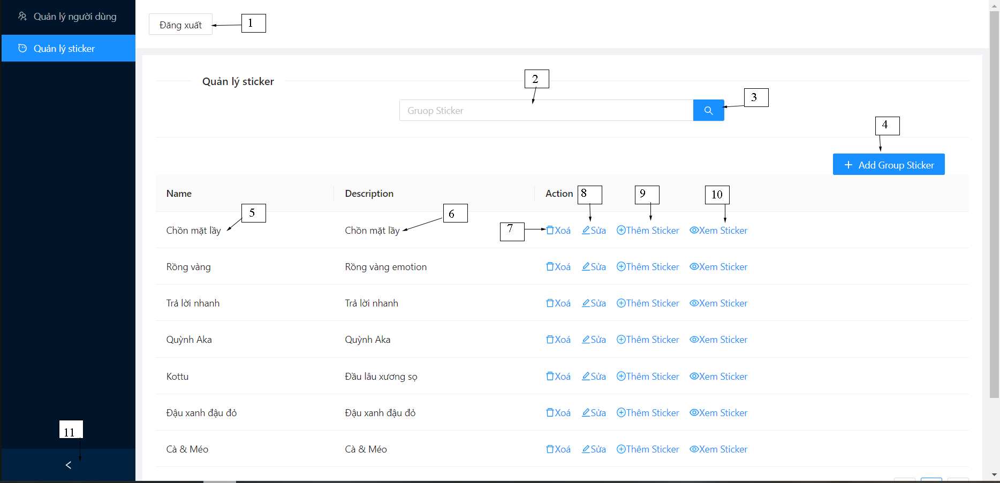 Quản lý người dùng
Quản lý sticker
Đăng xuất
1
Quản lý sticker
2
Gruop Sticker
3
4
Add Group Sticker
Name Description Action 8 9 10
5 6 7
Chồn mặt lầy Chồn mặt lầy Xoá Sửa Thêm Sticker Xem Sticker
Rồng vàng Rồng vàng emotion Xoá Sửa Thêm Sticker Xem Sticker
Trả lời nhanh Trả lời nhanh Xoá Sửa Thêm Sticker Xem Sticker
Quỳnh Aka Quỳnh Aka Xoá Sửa Thêm Sticker Xem Sticker
Kottu Đầu lâu xương sọ Xoá Sửa Thêm Sticker Xem Sticker
Đậu xanh đậu đỏ Đậu xanh đậu đỏ Xoá Sửa Thêm Sticker Xem Sticker
Cà & Méo Cà & Méo Xoá Sửa Thêm Sticker Xem Sticker
11